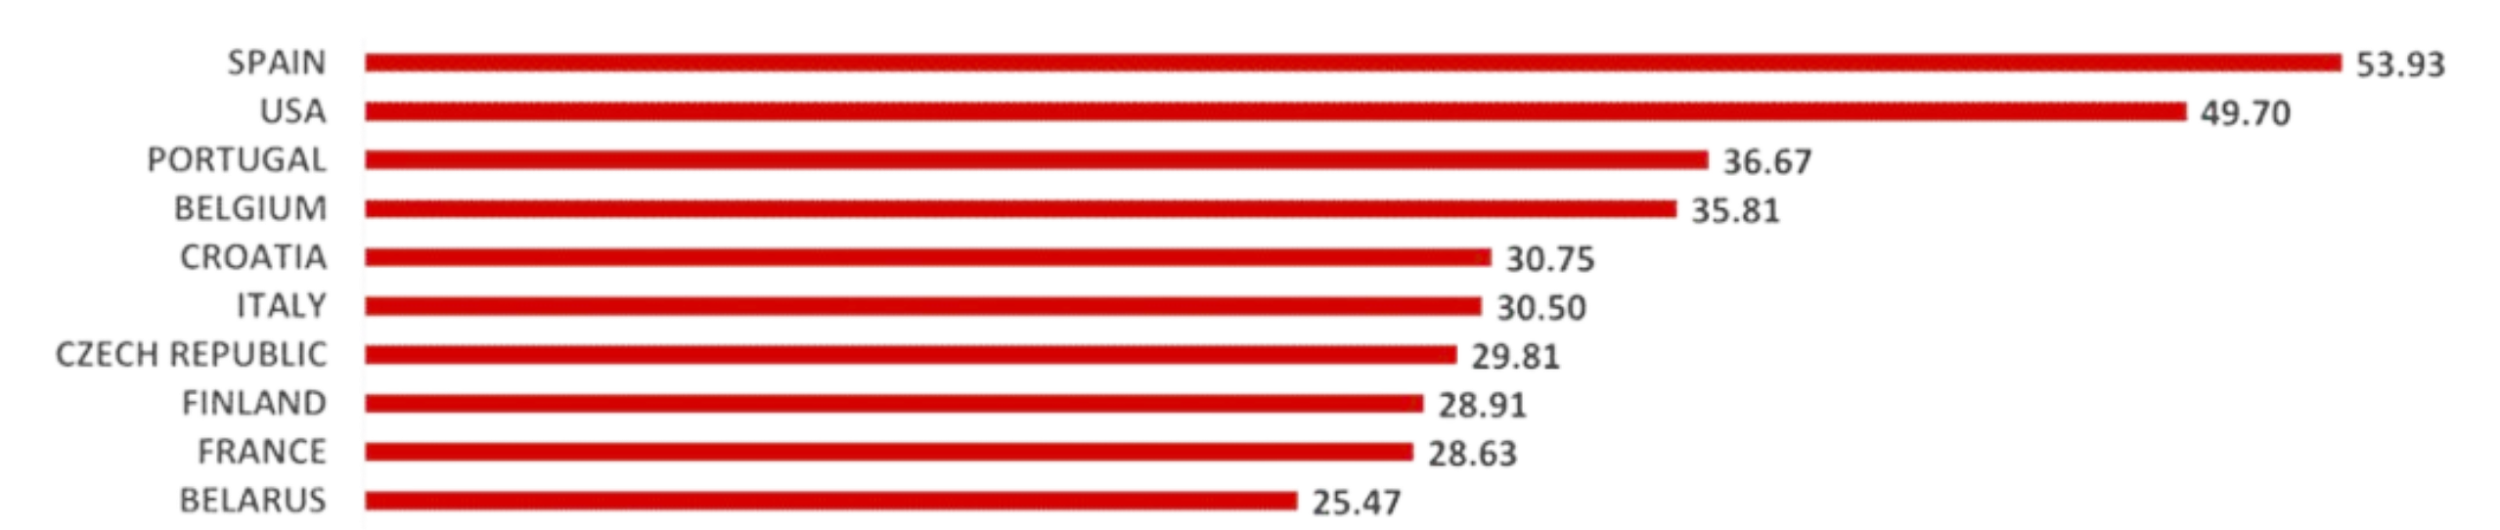 SPAIN 53.93
USA 49.70
PORTUGAL 36.67
BELGIUM 35.81
CROATIA 30.75
ITALY 30.50
CZECH REPUBLIC 29.81
FINLAND 28.91
FRANCE 28.63
BELARUS 25.47